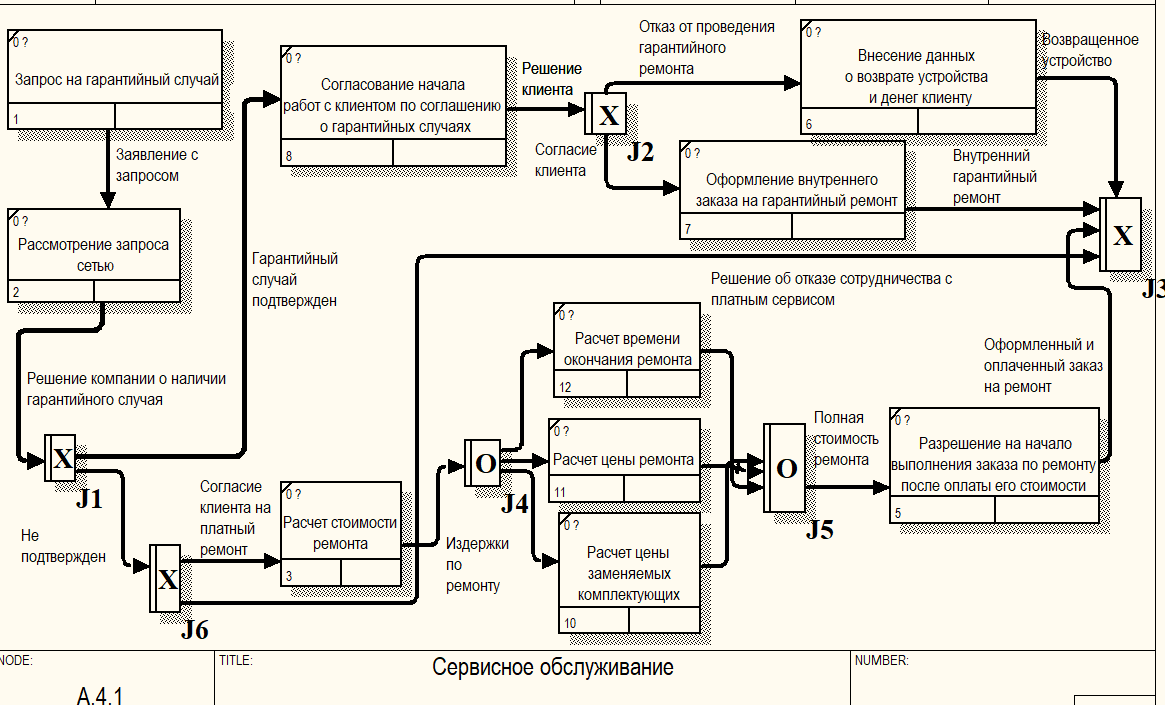 0 ?
Запрос на гарантийный случай
1
Заявление с
запросом
0 ?
Рассмотрение запроса
сетью
2
Решение компании о наличии
гарантийного случая
X
J1
Не
подтвержден
Гарантийный
случай
подтвержден
0 ?
Согласование начала
работ с клиентом по соглашению
о гарантийных случаях
8
Решение
клиента
X
J2
Отказ от проведения
гарантийного
ремонта
Согласие
клиента
0 ?
Внесение данных
о возврате устройства
и денег клиенту
6
Возвращенное
устройство
0 ?
Оформление внутреннего
заказа на гарантийный ремонт
7
Внутренний
гарантийный
ремонт
X
J3
Решение об отказе сотрудничества с
платным сервисом
X
J6
Согласие
клиента на
платный
ремонт
0 ?
Расчет стоимости
ремонта
3
Издержки
по
ремонту
O
J4
0 ?
Расчет времени
окончания ремонта
12
0 ?
Расчет цены ремонта
11
0 ?
Расчет цены
заменяемых
комплектующих
10
O
J5
Полная
стоимость
ремонта
0 ?
Разрешение на начало
выполнения заказа по ремонту
после оплаты его стоимости
5
Оформленный и
оплаченный заказ
на ремонт
NODE:
A.4.1
TITLE:
Сервисное обслуживание
NUMBER: